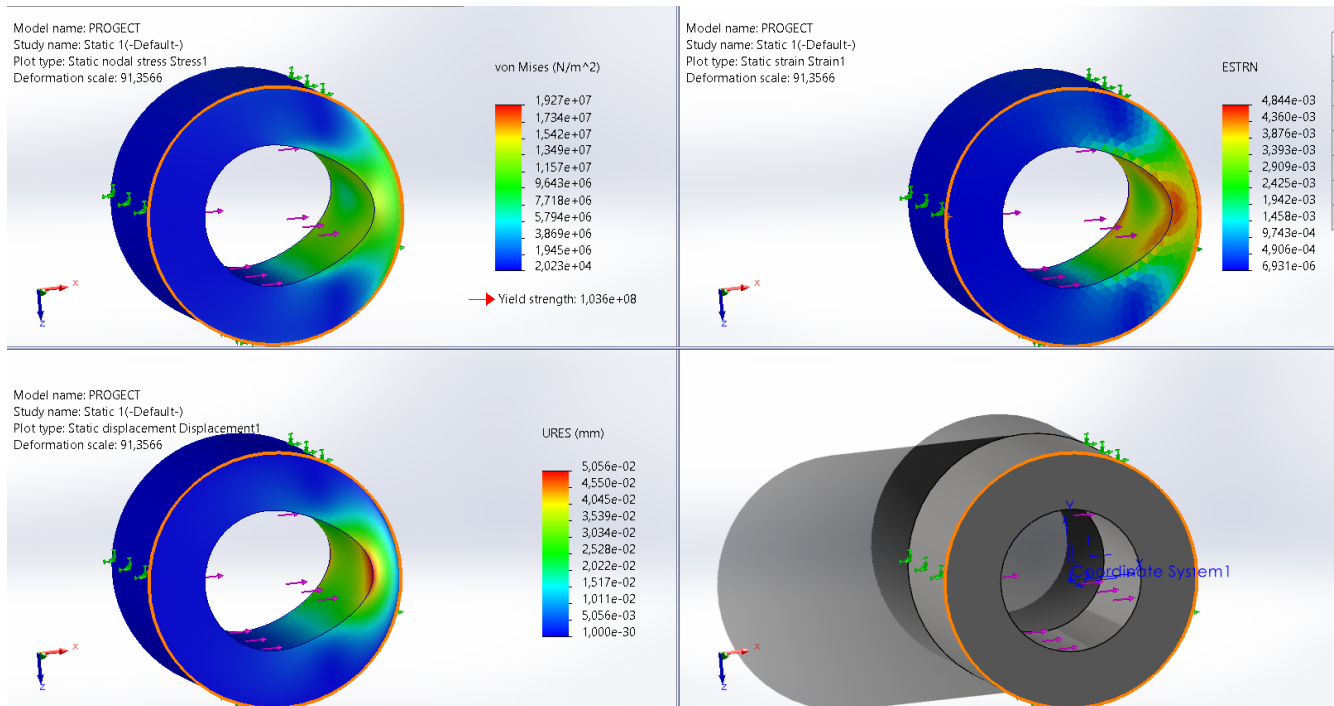 Model name: PROGECT
Study name: Static 1(-Default-)
Plot type: Static nodal stress Stress1
Deformation scale: 91,3566
von Mises (N/m^2)
1,927e+07
1,734e+07
1,542e+07
1,349e+07
1,157e+07
9,643e+06
7,718e+06
5,794e+06
3,869e+06
1,945e+06
2,023e+04
Yield strength: 1,036e+08
X
Z
Model name: PROGECT
Study name: Static 1(-Default-)
Plot type: Static strain Strain1
Deformation scale: 91,3566
ESTRN
4,844e-03
4,360e-03
3,876e-03
3,393e-03
2,909e-03
2,425e-03
1,942e-03
1,458e-03
9,743e-04
4,906e-04
6,931e-06
X
Z
Model name: PROGECT
Study name: Static 1(-Default-)
Plot type: Static displacement Displacement1
Deformation scale: 91,3566
URES (mm)
5,056e-02
4,550e-02
4,045e-02
3,539e-02
3,034e-02
2,528e-02
2,022e-02
1,517e-02
1,011e-02
5,056e-03
1,000e-30
X
Z
Y
X
Coordinate System1
X
Z